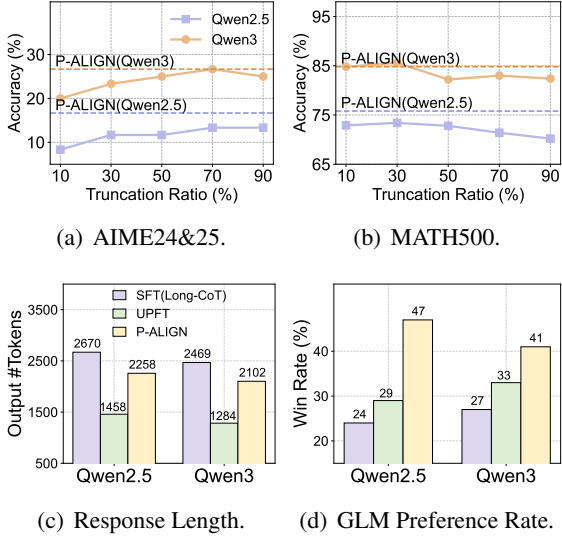 Accuracy (%)
30
20
10
Qwen2.5
Qwen3
P-ALIGN(Qwen3)
P-ALIGN(Qwen2.5)
10 30 50 70 90
Truncation Ratio (%)
(a) AIME24&25.
Accuracy (%)
95
85
75
65
P-ALIGN(Qwen3)
P-ALIGN(Qwen2.5)
10 30 50 70 90
Truncation Ratio (%)
(b) MATH500.
Output #Tokens
3500
2500
1500
500
SFT(Long-CoT)
UPFT
P-ALIGN
2670
1458
2258
2469
1284
2102
Qwen2.5 Qwen3
(c) Response Length.
Win Rate (%)
40
30
20
24
29
47
27
33
41
Qwen2.5 Qwen3
(d) GLM Preference Rate.